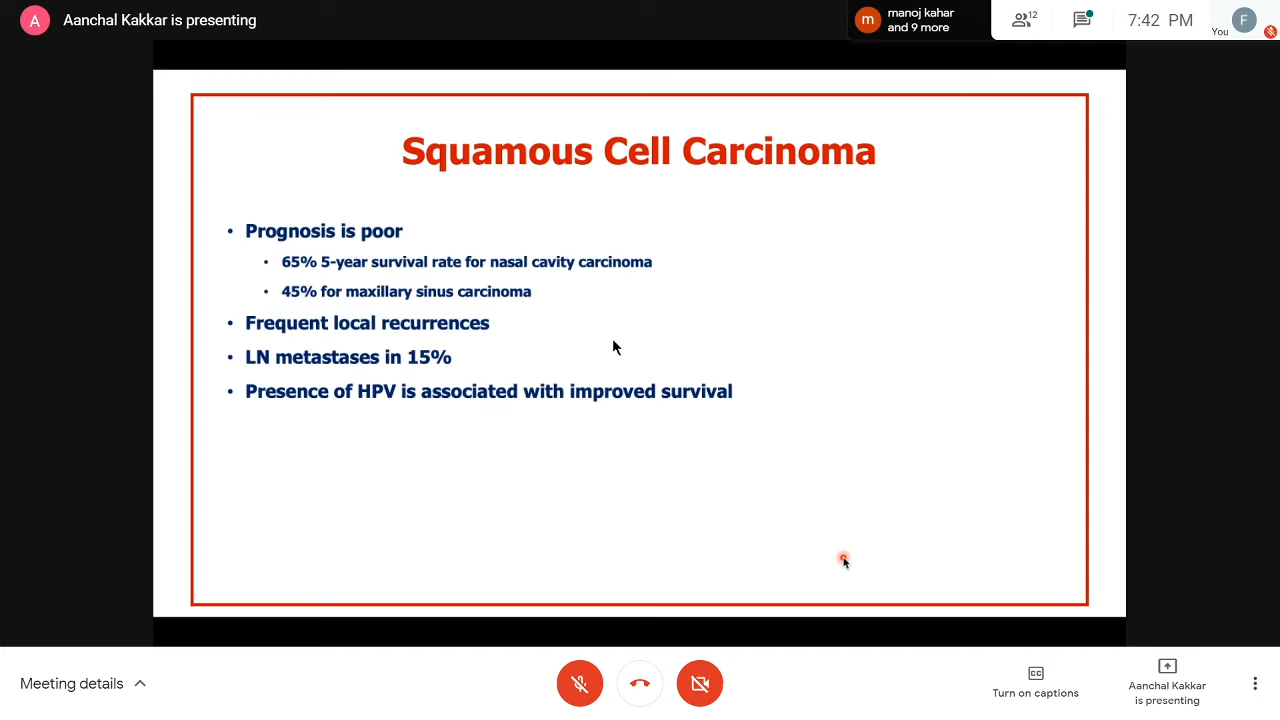 A
Aanchal Kakkar is presenting
m
manoj kahar
and 9 more
12
7:42 PM
You
F
Squamous Cell Carcinoma
• Prognosis is poor
• 65% 5-year survival rate for nasal cavity carcinoma
• 45% for maxillary sinus carcinoma
• Frequent local recurrences
• LN metastases in 15%
• Presence of HPV is associated with improved survival
Meeting details
CC
Turn on captions
Aanchal Kakkar
is presenting